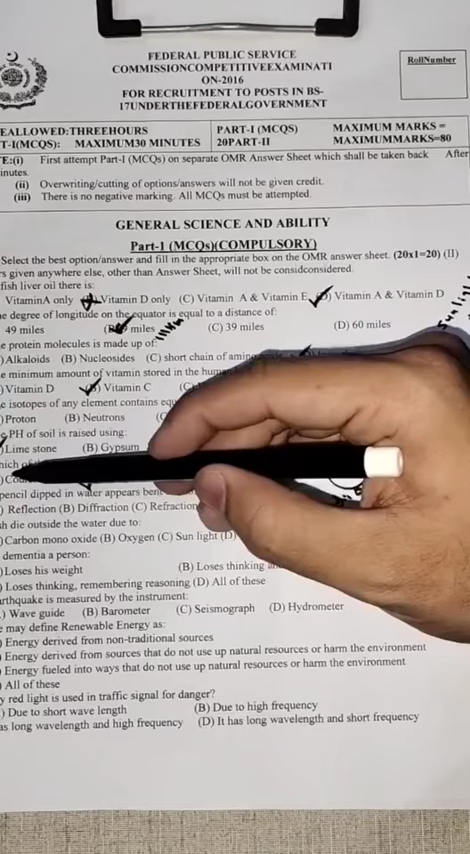 FEDERAL PUBLIC SERVICE
COMMISSIONCOMPETITIVEEXAMINATI
ON-2016
FOR RECRUITMENT TO POSTS IN BS-
17UNDERTHEFEDERALGOVERNMENT
RollNumber
EALLOWED:THREEHOURS PART-I (MCQS) MAXIMUM MARKS =
T-I(MCQS): MAXIMUM30 MINUTES 20PART-II MAXIMUMMARKS=80
E:(i) First attempt Part-I (MCQs) on separate OMR Answer Sheet which shall be taken back After
inutes.
(ii) Overwriting/cutting of options/answers will not be given credit.
(iii) There is no negative marking. All MCQs must be attempted.
GENERAL SCIENCE AND ABILITY
Part-1 (MCQs)(COMPULSORY)
Select the best option/answer and fill in the appropriate box on the OMR answer sheet. (20x1=20) (II)
rs given anywhere else, other than Answer Sheet, will not be considconsidered.
fish liver oil there is:
VitaminA only Vitamin D only (C) Vitamin A & Vitamin E Vitamin A & Vitamin D
e degree of longitude on the equator is equal to a distance of:
49 miles miles (C) 39 miles (D) 60 miles
Sun light
e protein molecules is made up of:
)Alkaloids (B) Nucleosides (C) short chain of
e minimum amount of vitamin stored in the
)Vitamin D (B) Vitamin C
e isotopes of any element contains
)Proton (B) Neutrons
e PH of soil is raised using:
)Lime stone (B) Gypsum
pencil dipped in water appears
) Reflection (B) Diffraction (C) Refraction
sh die outside the water due to:
)Carbon mono oxide (B) Oxygen (C) Sun light (D)
dementia a person:
)Loses his weight (B) Loses thinking
) Loses thinking, remembering reasoning (D) All of these
arthquake is measured by the instrument:
) Wave guide (B) Barometer (C) Seismograph (D) Hydrometer
e may define Renewable Energy as:
) Energy derived from non-traditional sources
) Energy derived from sources that do not use up natural resources or harm the environment
) Energy fueled into ways that do not use up natural resources or harm the environment
) All of these
y red light is used in traffic signal for danger?
) Due to short wave length (B) Due to high frequency
as long wavelength and high frequency (D) It has long wavelength and short frequency